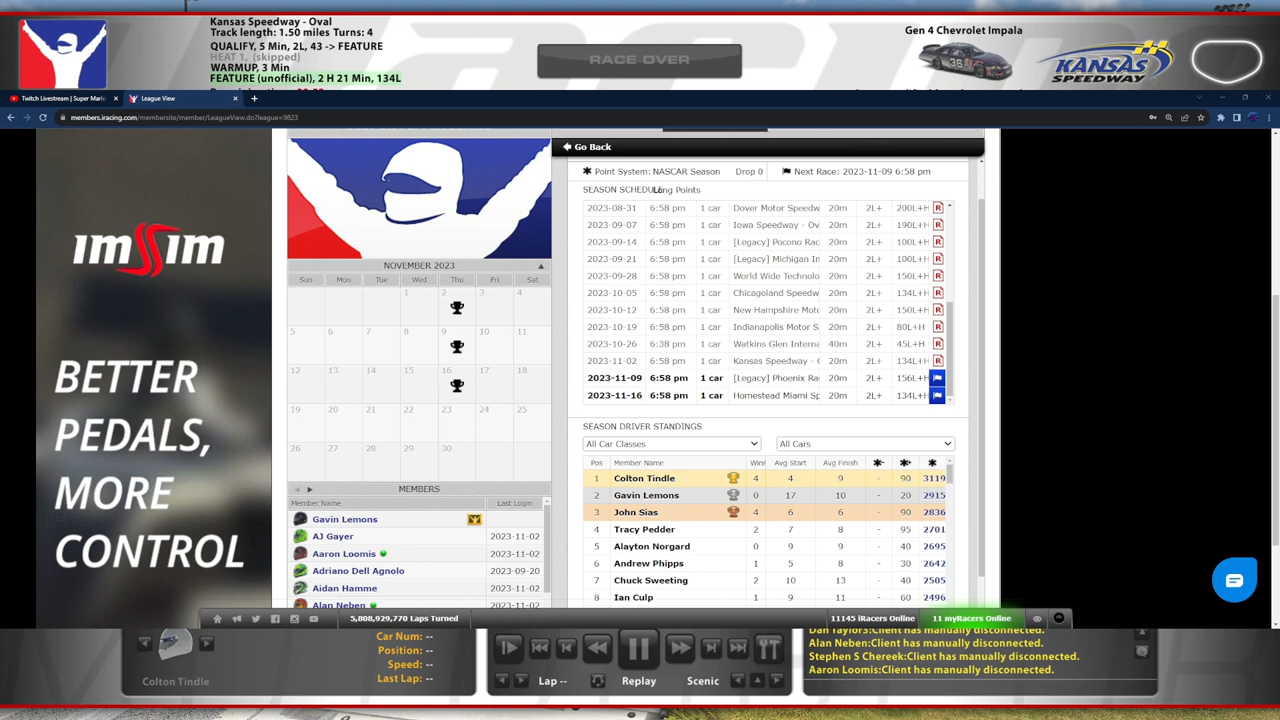 Kansas Speedway - Oval
Track length: 1.50 miles Turns: 4
QUALIFY, 5 Min, 2L, 43 -> FEATURE
HEAT 1, (skipped)
WARMUP, 3 Min
FEATURE (unofficial), 2 H 21 Min, 134L
RACE OVER
Gen 4 Chevrolet Impala
36
KANSAS
SPEEDWAY
Twitch Livestream | Super Mario
League View
members.iracing.com/membersite/member/LeagueView.do?league=9823
Go Back
Point System: NASCAR Season Drop 0 Next Race: 2023-11-09 6:58 pm
SEASON SCHEDULE
Long Points
2023-08-31 6:58 pm 1 car Dover Motor Speedw 20m 2L+ 200L+H R
2023-09-07 6:58 pm 1 car Iowa Speedway - Ov 20m 2L+ 190L+H R
2023-09-14 6:58 pm 1 car [Legacy] Pocono Rac 20m 2L+ 100L+H R
2023-09-21 6:58 pm 1 car [Legacy] Michigan In 20m 2L+ 100L+H R
2023-09-28 6:58 pm 1 car World Wide Technolo 20m 2L+ 150L+H R
2023-10-05 6:58 pm 1 car Chicagoland Speedw 20m 2L+ 134L+H R
2023-10-12 6:58 pm 1 car New Hampshire Moto 20m 2L+ 150L+H R
2023-10-19 6:58 pm 1 car Indianapolis Motor S 20m 2L+ 80L+H R
2023-10-26 6:38 pm 1 car Watkins Glen Interna 40m 2L+ 45L+H R
2023-11-02 6:58 pm 1 car Kansas Speedway - O 20m 2L+ 134L+H R
2023-11-09 6:58 pm 1 car [Legacy] Phoenix Rac 20m 2L+ 156L+H
2023-11-16 6:58 pm 1 car Homestead Miami Sp 20m 2L+ 134L+H
SEASON DRIVER STANDINGS
All Car Classes All Cars
Pos Member Name Wins Avg Start Avg Finish
1 Colton Tindle 4 4 9 - 90 3119
2 Gavin Lemons 0 17 10 - 20 2915
3 John Sias 4 6 6 - 90 2836
4 Tracy Pedder 2 7 8 - 95 2701
5 Alayton Norgard 0 9 9 - 40 2695
6 Andrew Phipps 1 5 8 - 30 2642
7 Chuck Sweeting 2 10 13 - 40 2505
8 Ian Culp 1 9 11 - 60 2496
NOVEMBER 2023
Sun Mon Tue Wed Thu Fri Sat
1 2 3 4
5 6 7 8 9 10 11
12 13 14 15 16 17 18
19 20 21 22 23 24 25
26 27 28 29 30
MEMBERS
Member Name Last Login
Gavin Lemons
AJ Gayer 2023-11-02
Aaron Loomis 2023-11-02
Adriano Dell Agnolo 2023-09-20
Aidan Hamme 2023-11-02
Alan Neben 2023-11-02
imSSim
BETTER
PEDALS,
MORE
CONTROL
5,808,929,770 Laps Turned
11145 iRacers Online
11 myRacers Online
Colton Tindle
Car Num: --
Position: --
Speed: --
Last Lap: --
Lap --
Replay
Scenic
Dan Taylor3:Client has manually disconnected.
Alan Neben:Client has manually disconnected.
Stephen S Chereek:Client has manually disconnected.
Aaron Loomis:Client has manually disconnected.